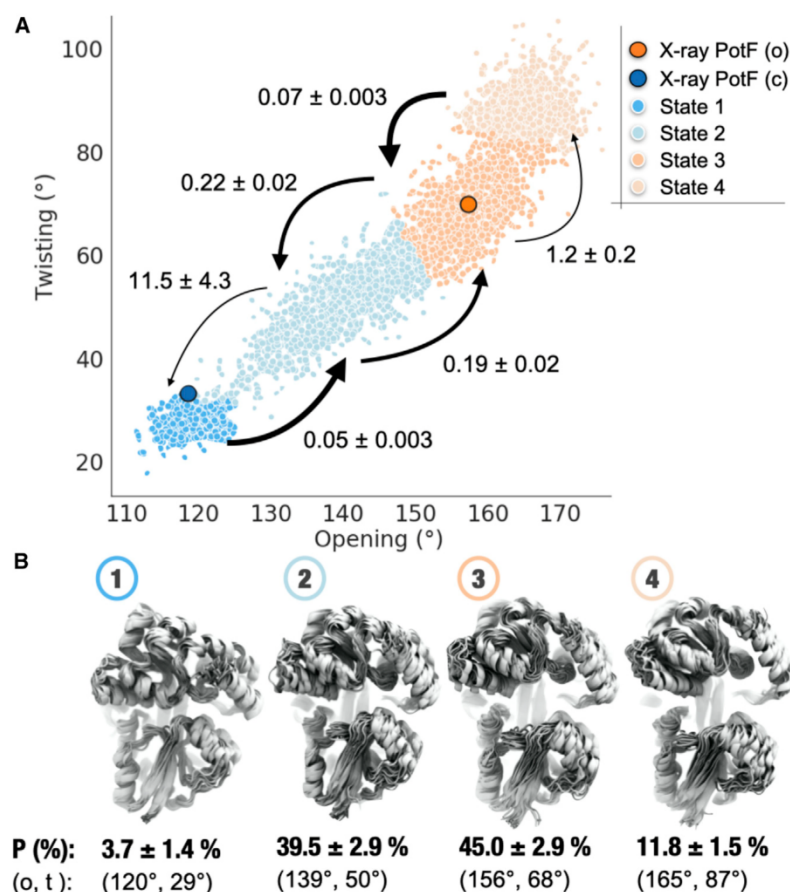 A
Twisting (°)
100
80
60
40
20
0.07 ± 0.003
0.22 ± 0.02
11.5 ± 4.3
1.2 ± 0.2
0.19 ± 0.02
0.05 ± 0.003
X-ray PotF (o)
X-ray PotF (c)
State 1
State 2
State 3
State 4
110 120 130 140 150 160 170
Opening (°)
B
1 2 3 4
P (%): 3.7 ± 1.4 % 39.5 ± 2.9 % 45.0 ± 2.9 % 11.8 ± 1.5 %
(o, t ): (120°, 29°) (139°, 50°) (156°, 68°) (165°, 87°)